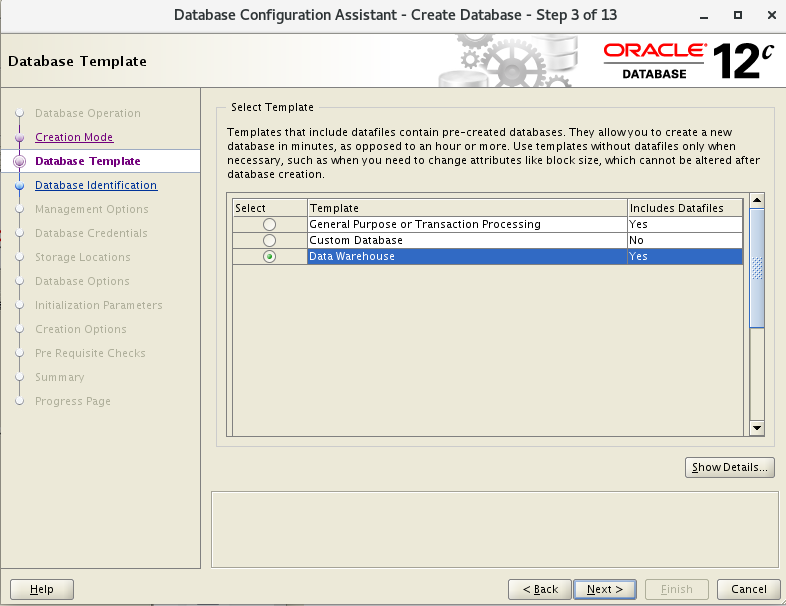 Database Configuration Assistant - Create Database - Step 3 of 13
Database Template
ORACLE®
DATABASE
12c
Database Operation
Creation Mode
Database Template
Database Identification
Management Options
Database Credentials
Storage Locations
Database Options
Initialization Parameters
Creation Options
Pre Requisite Checks
Summary
Progress Page
Select Template
Templates that include datafiles contain pre-created databases. They allow you to create a new
database in minutes, as opposed to an hour or more. Use templates without datafiles only when
necessary, such as when you need to change attributes like block size, which cannot be altered after
database creation.
Select Template Includes Datafiles
General Purpose or Transaction Processing Yes
Custom Database No
Data Warehouse Yes
Show Details...
Help
< Back Next > Finish Cancel